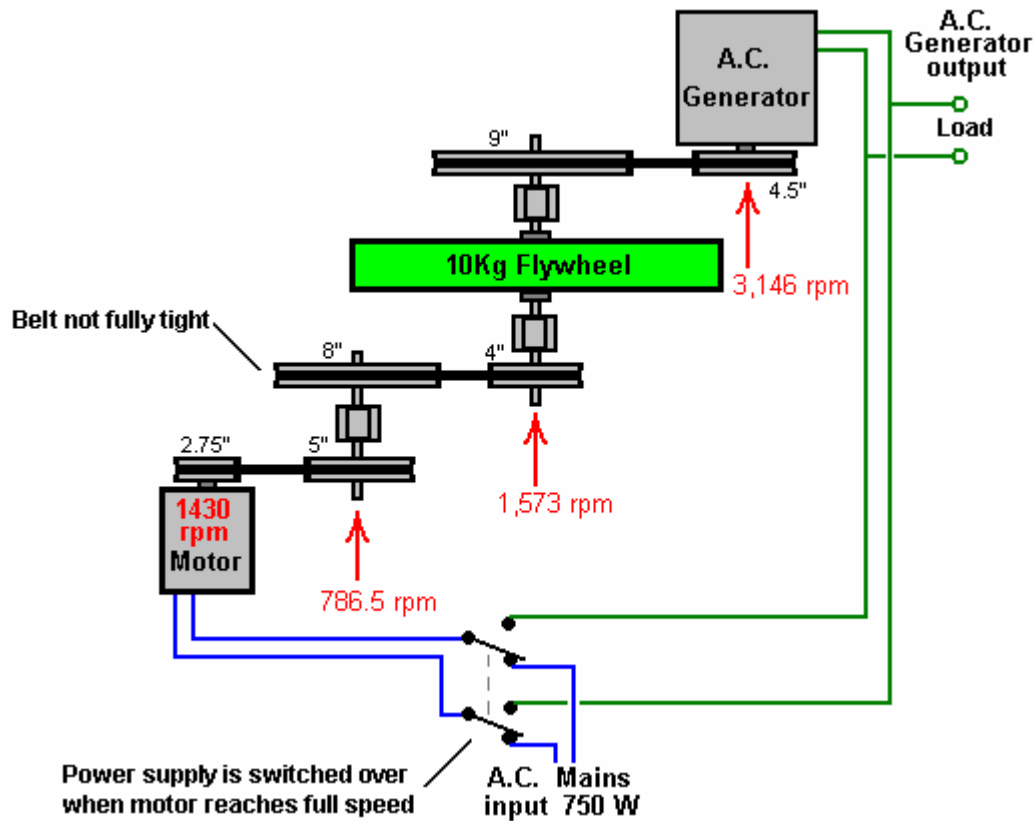 A.C.
Generator
output
Load
A.C.
Generator
9"
4.5"
10Kg Flywheel
3,146 rpm
Belt not fully tight
8"
4"
2.75"
5"
1430
rpm
Motor
1,573 rpm
786.5 rpm
Power supply is switched over
when motor reaches full speed
A.C. Mains
input 750 W